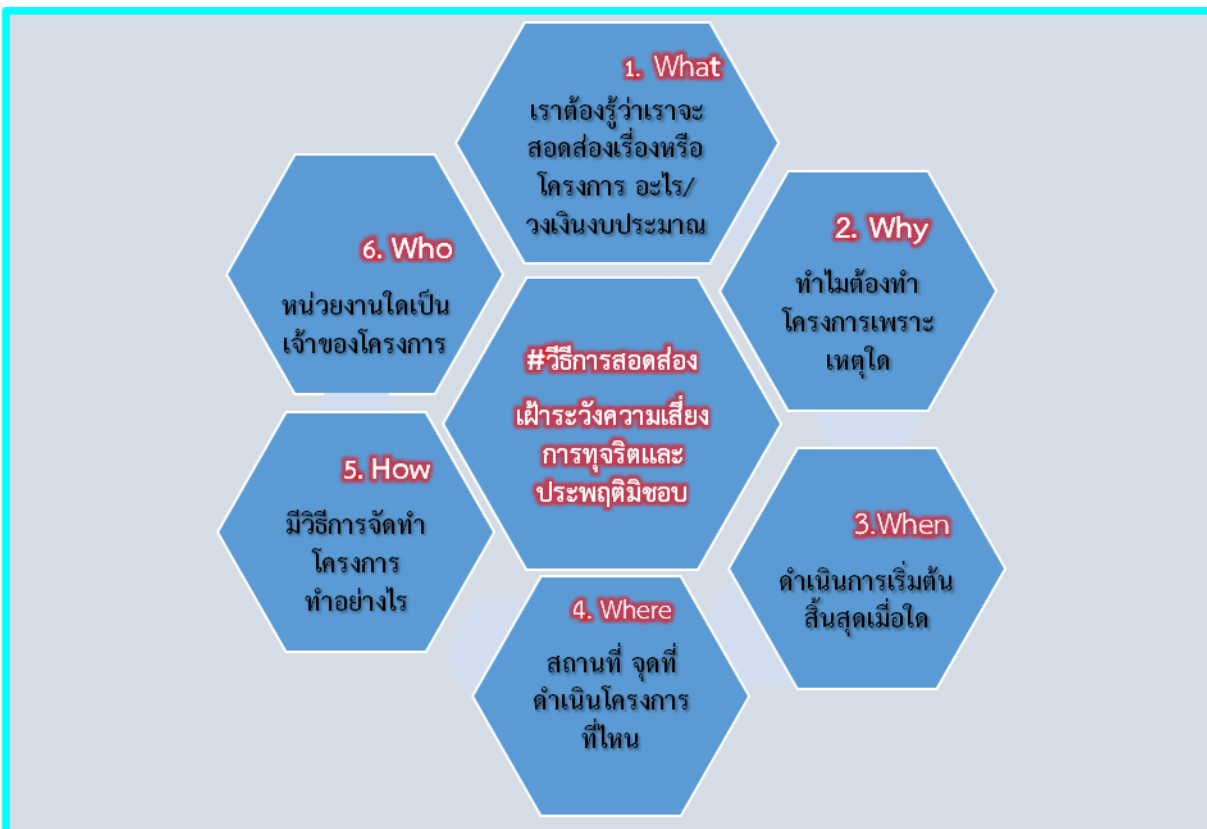 1. What
เราต้องรู้ว่าเราจะ
สอดส่องเรื่องหรือ
โครงการ อะไร/
วงเงินงบประมาณ
2. Why
ทำไมต้องทำ
โครงการเพราะ
เหตุใด
3.When
ดำเนินการเริ่มต้น
สิ้นสุดเมื่อใด
4. Where
สถานที่ จุดที่
ดำเนินโครงการ
ที่ไหน
5. How
มีวิธีการจัดทำ
โครงการ
ทำอย่างไร
6. Who
หน่วยงานใดเป็น
เจ้าของโครงการ
#วิธีการสอดส่อง
เฝ้าระวังความเสี่ยง
การทุจริตและ
ประพฤติมิชอบ